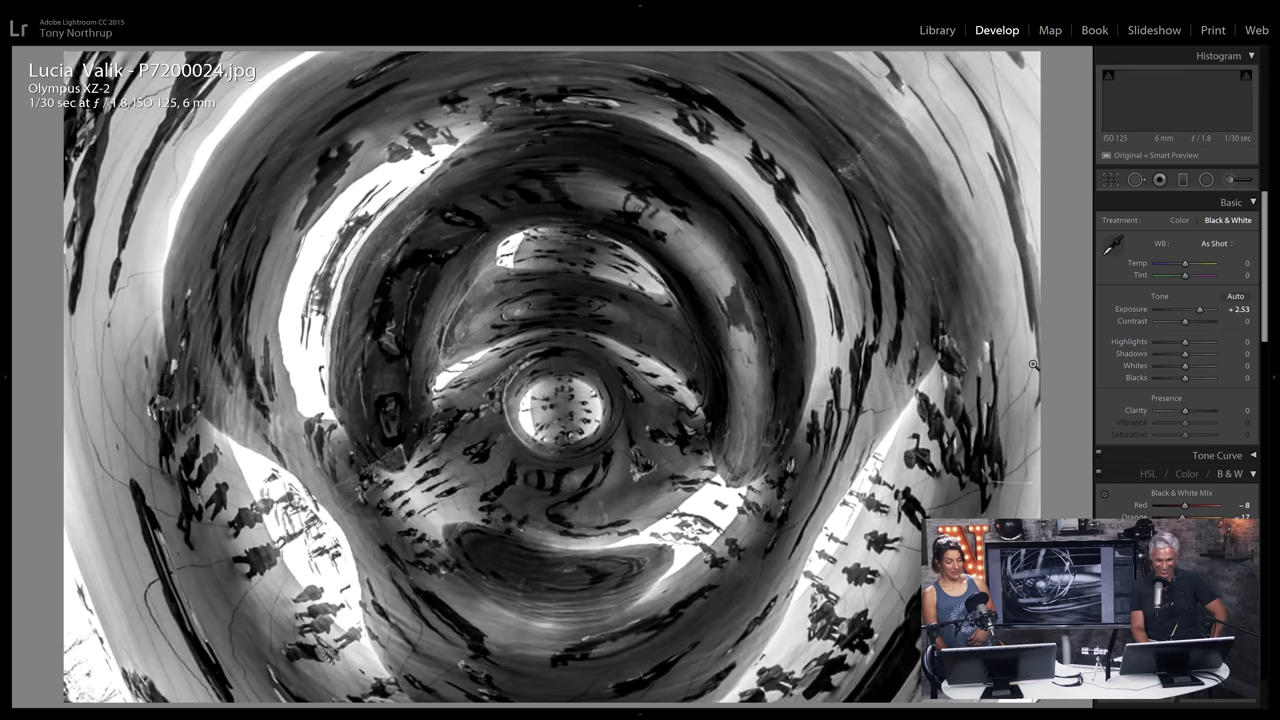 Lr
Adobe Lightroom CC 2015
Tony Northrup
Library | Develop | Map | Book | Slideshow | Print | Web
Lucia Valik - P7200024.jpg
Olympus XZ-2
1/30 sec at ƒ / 1.8, ISO 125, 6 mm
Histogram
ISO 125 6 mm ƒ / 1.8 1/30 sec
Original + Smart Preview
Basic
Treatment : Color Black & White
WB : As Shot
Temp 0
Tint 0
Tone Auto
Exposure + 2.53
Contrast 0
Highlights 0
Shadows 0
Whites 0
Blacks 0
Presence
Clarity 0
Vibrance 0
Saturation 0
Tone Curve
HSL / Color / B & W
Black & White Mix
Red – 8
Orange – 17
N